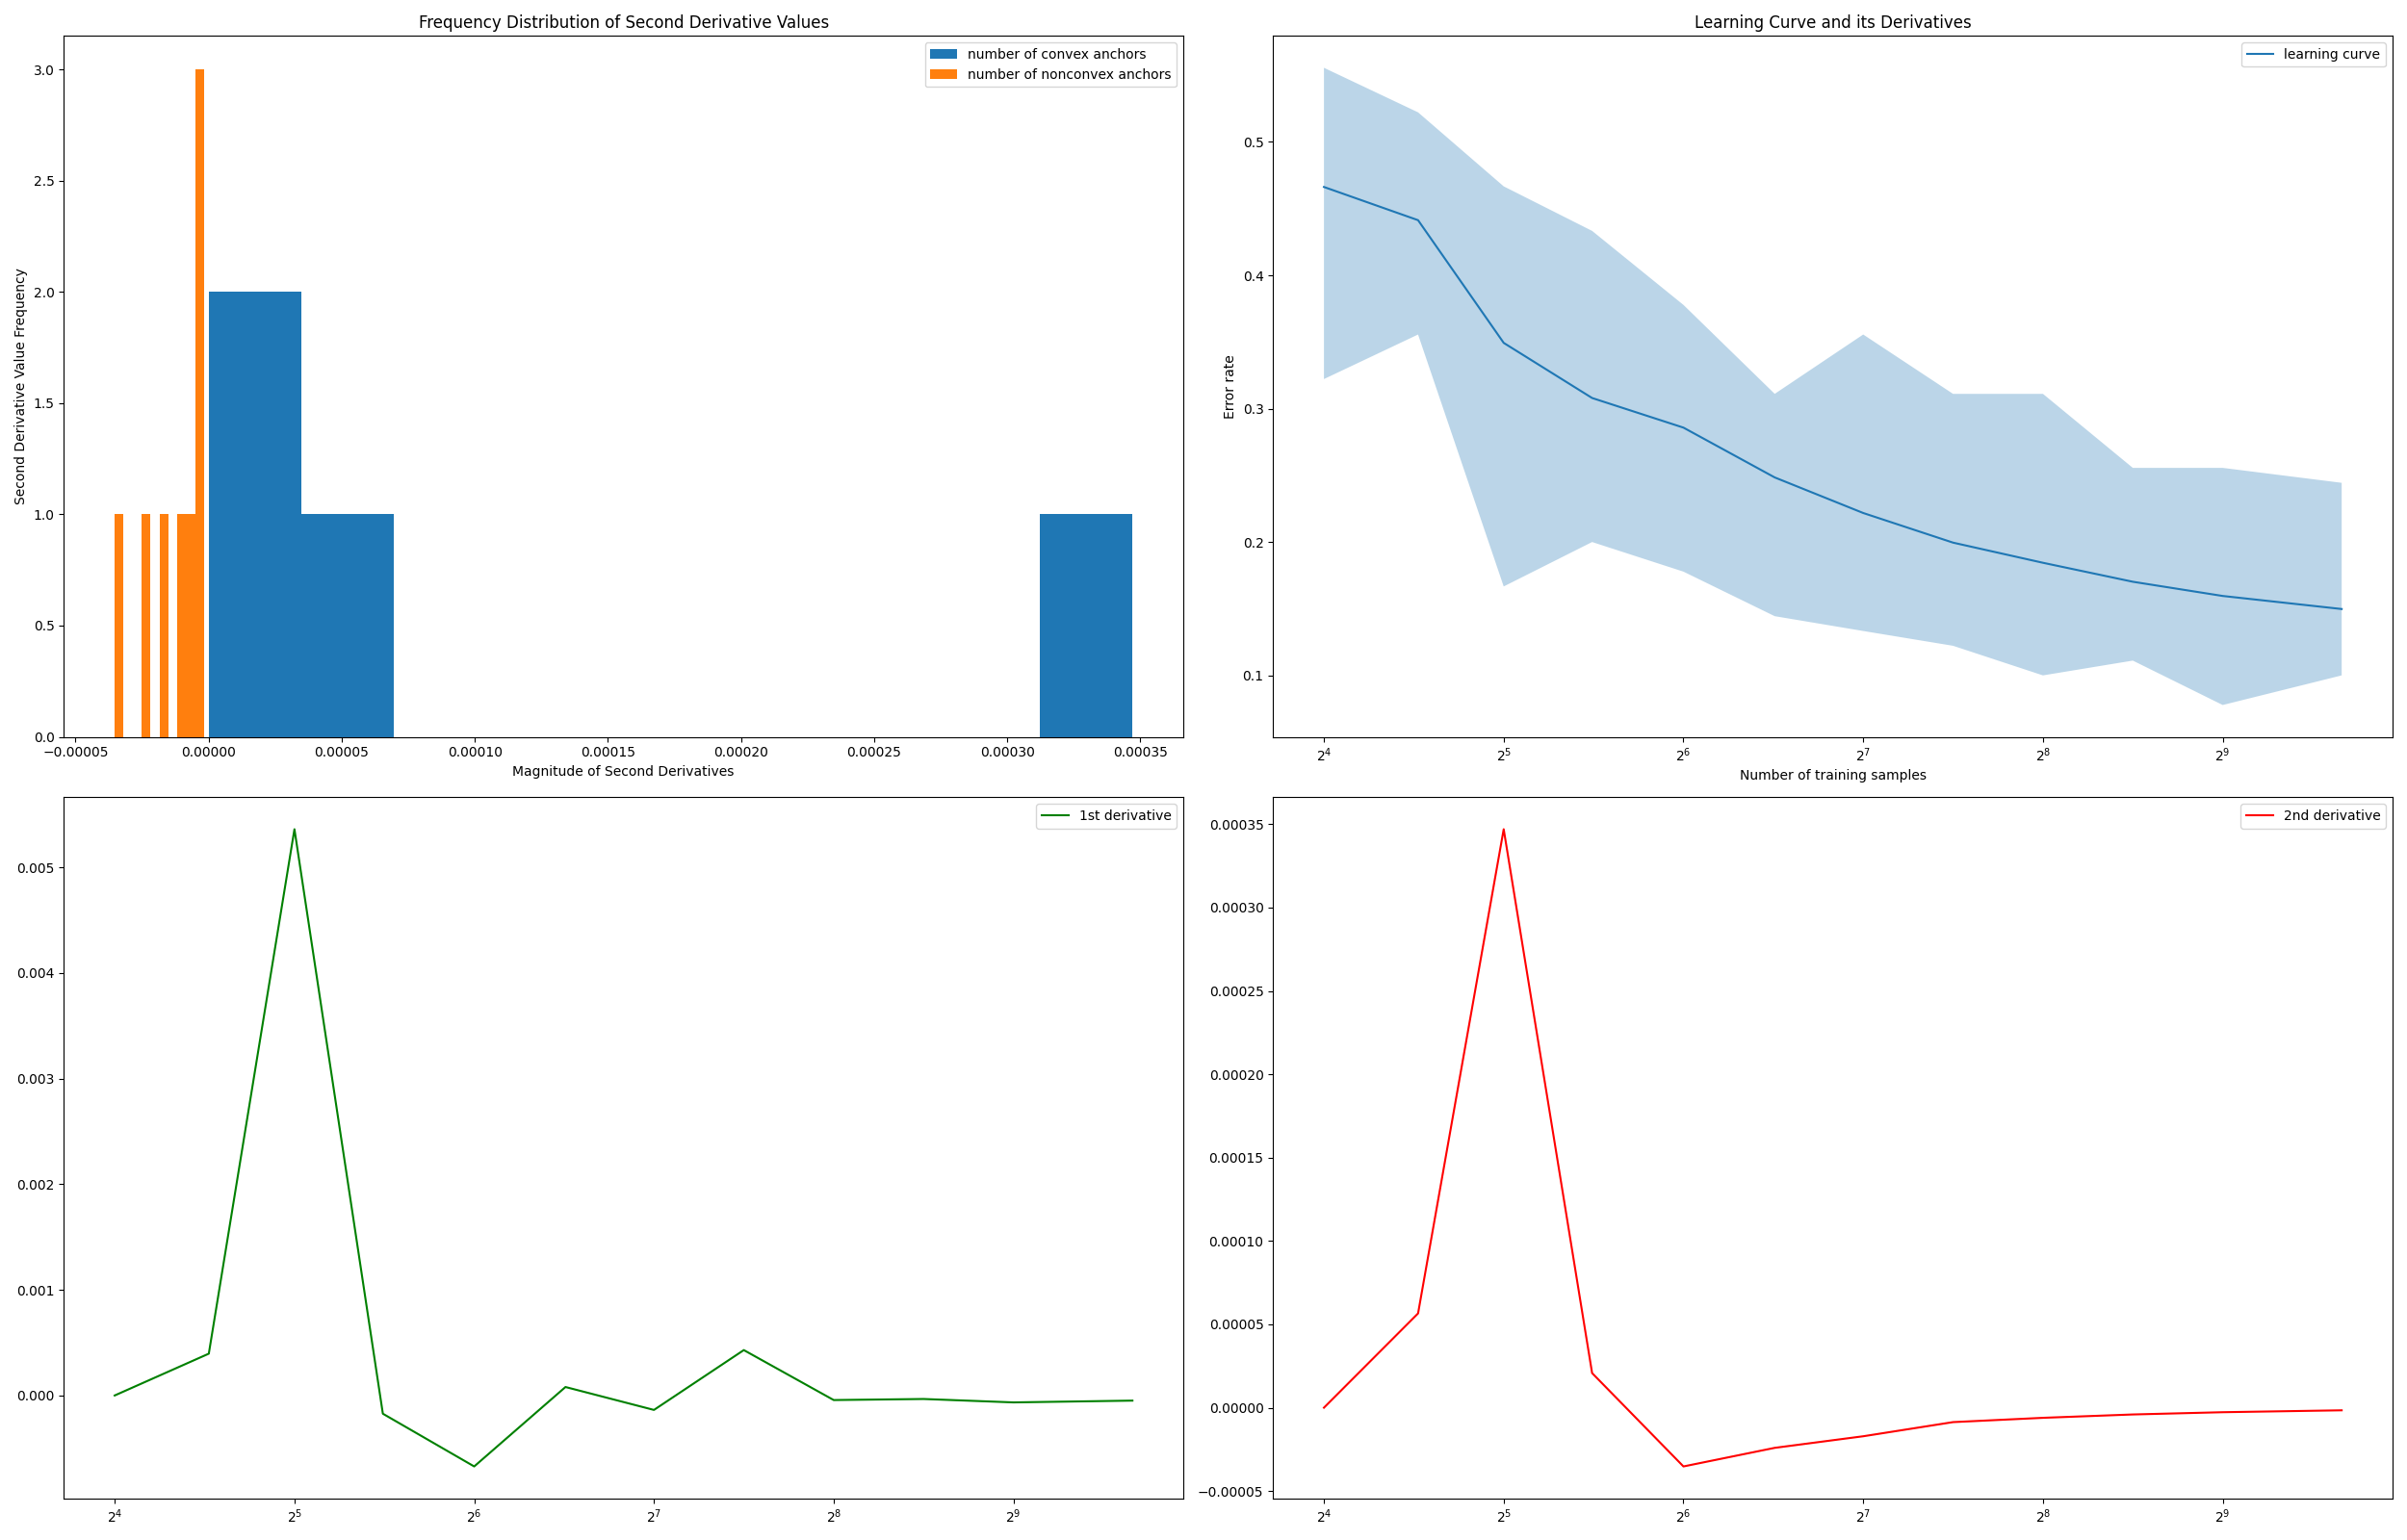 Frequency Distribution of Second Derivative Values
number of convex anchors
number of nonconvex anchors
Second Derivative Value Frequency
3.0
2.5
2.0
1.5
1.0
0.5
0.0
−0.00005 0.00000 0.00005 0.00010 0.00015 0.00020 0.00025 0.00030 0.00035
Magnitude of Second Derivatives
Learning Curve and its Derivatives
learning curve
Error rate
0.5
0.4
0.3
0.2
0.1
2⁴ 2⁵ 2⁶ 2⁷ 2⁸ 2⁹
Number of training samples
1st derivative
0.005
0.004
0.003
0.002
0.001
0.000
2⁴ 2⁵ 2⁶ 2⁷ 2⁸ 2⁹
2nd derivative
0.00035
0.00030
0.00025
0.00020
0.00015
0.00010
0.00005
0.00000
−0.00005
2⁴ 2⁵ 2⁶ 2⁷ 2⁸ 2⁹